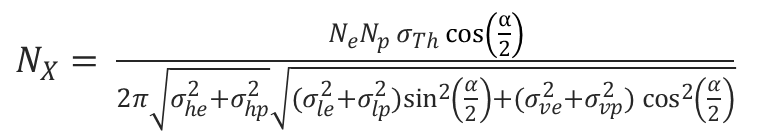 $N_X = \frac{N_e N_p \, \sigma_{Th} \cos\left(\frac{\alpha}{2}\right)}{2\pi \sqrt{\sigma_{he}^2 + \sigma_{hp}^2} \sqrt{(\sigma_{le}^2 + \sigma_{lp}^2) \sin^2\left(\frac{\alpha}{2}\right) + (\sigma_{ve}^2 + \sigma_{vp}^2) \cos^2\left(\frac{\alpha}{2}\right)}}$